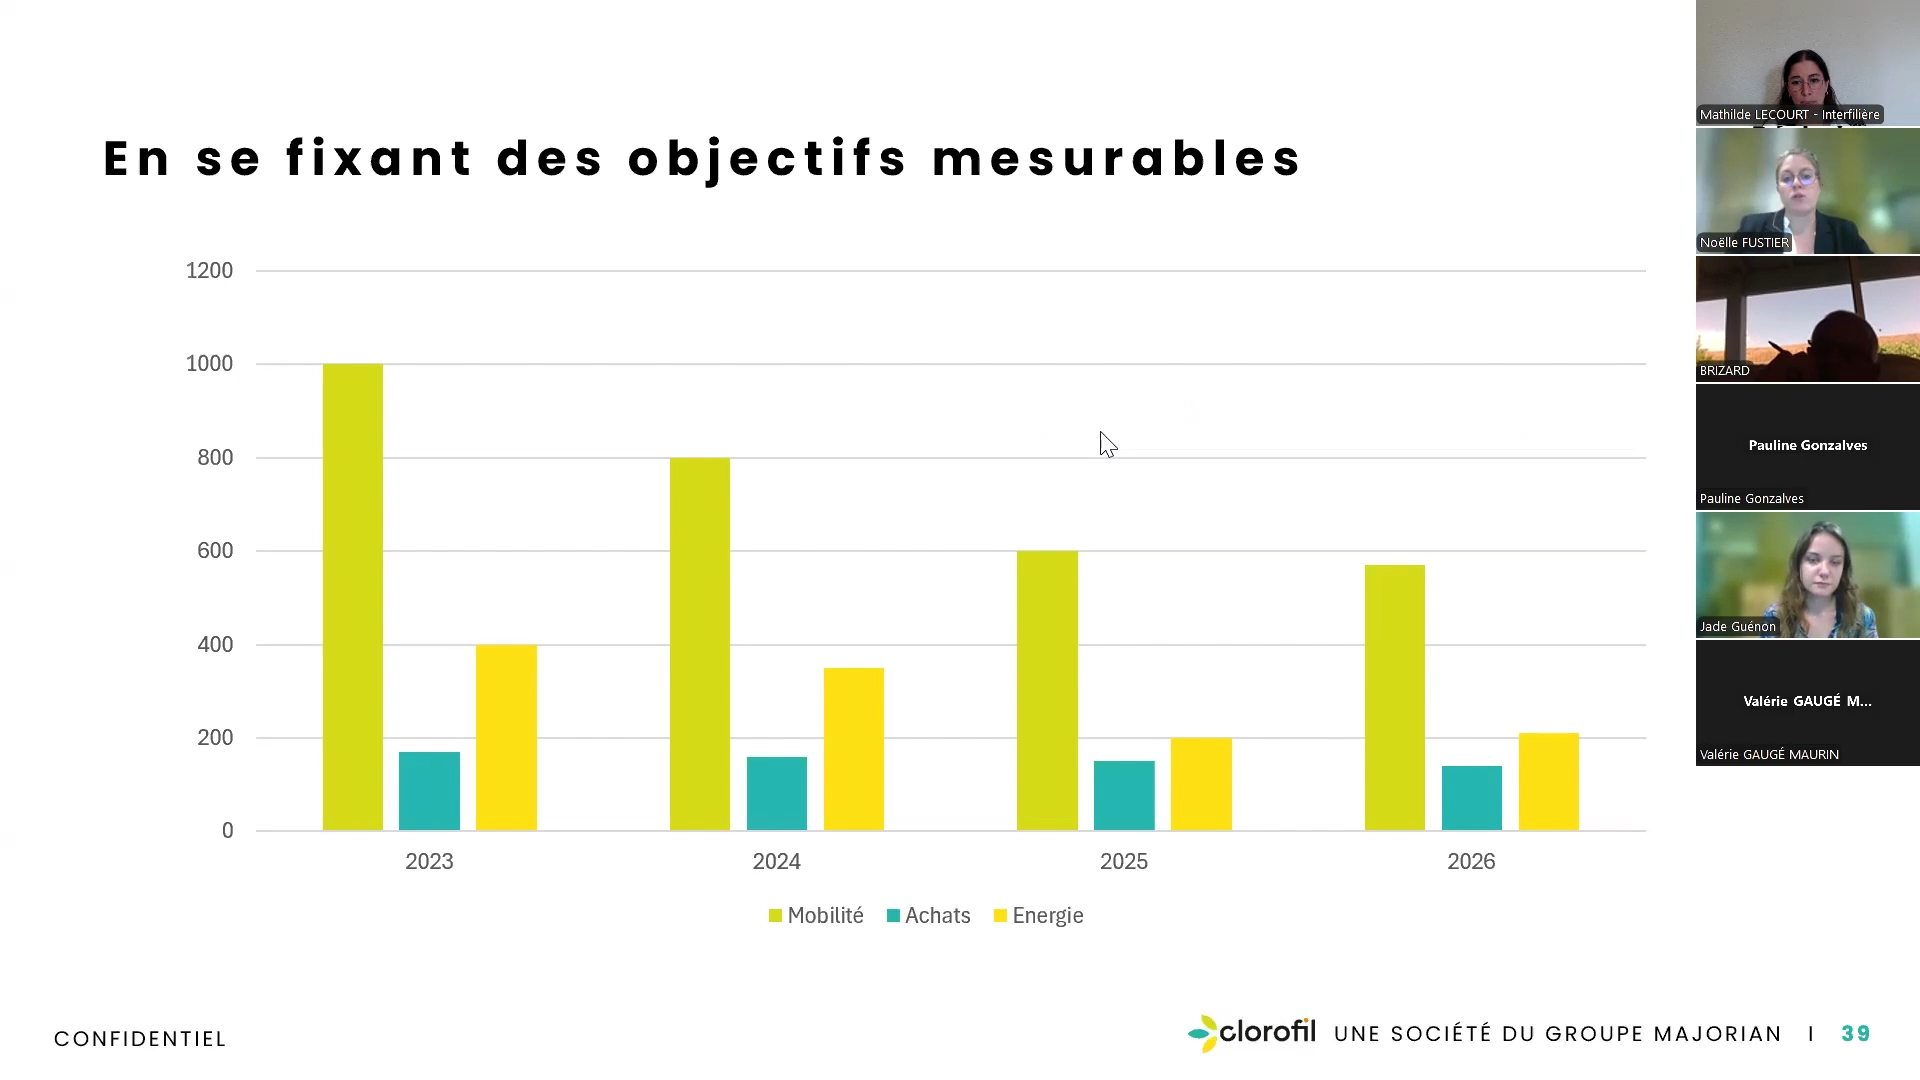 En se fixant des objectifs mesurables
1200
1000
800
600
400
200
0
2023
2024
2025
2026
Mobilité
Achats
Energie
CONFIDENTIEL
clorofil
UNE SOCIÉTÉ DU GROUPE MAJORIAN I 39
Mathilde LECOURT - Interfilière
Noëlle FUSTIER
BRIZARD
Pauline Gonzalves
Pauline Gonzalves
Jade Guénon
Valérie GAUGÉ M...
Valérie GAUGÉ MAURIN